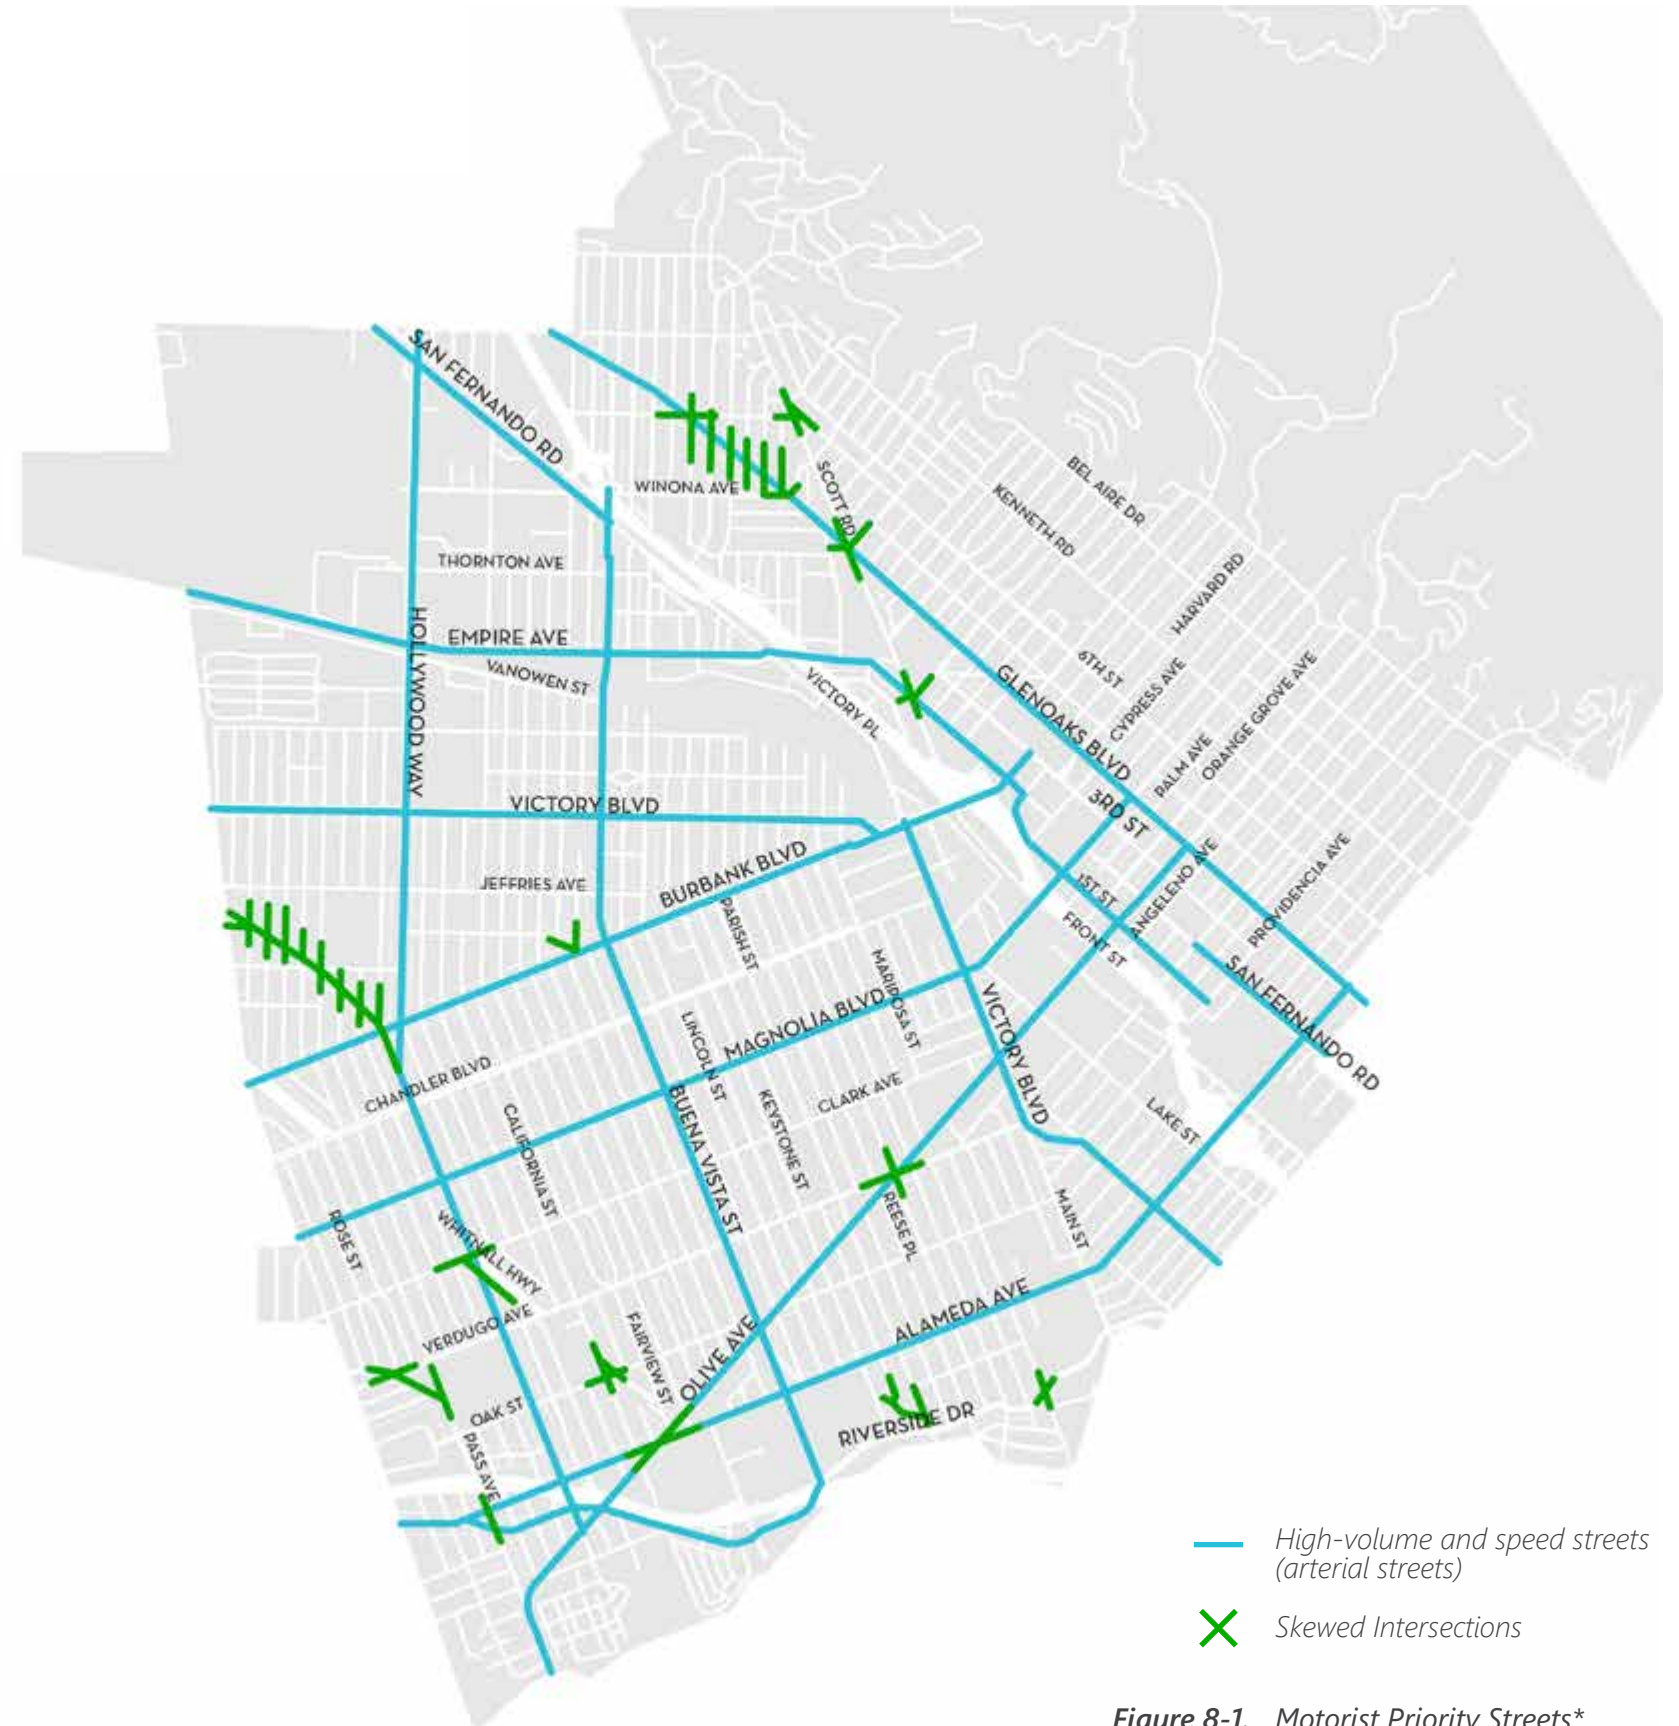 SAN FERNANDO RD
WINONA AVE
SCOTT RD
BEL AIRE DR
KENNETH RD
THORNTON AVE
HARVARD RD
HOLLYWOOD WAY
EMPIRE AVE
VANOWEN ST
VICTORY PL
6TH ST
CYPRESS AVE
ORANGE GROVE AVE
GLENOAKS BLVD
PALM AVE
3RD ST
VICTORY BLVD
JEFFRIES AVE
BURBANK BLVD
PARISH ST
1ST ST
ANGELENO AVE
PROVIDENCIA AVE
FRONT ST
SAN FERNANDO RD
MARIPOSA ST
MAGNOLIA BLVD
LINCOLN ST
VICTORY BLVD
CHANDLER BLVD
CLARK AVE
KEYSTONE ST
CALIFORNIA ST
BUENA VISTA ST
LAKE ST
ROSE ST
WHITNALL HWY
REESE PL
MAIN ST
VERDUGO AVE
FAIRVIEW ST
OLIVE AVE
ALAMEDA AVE
OAK ST
PASS AVE
RIVERSIDE DR
High-volume and speed streets
(arterial streets)
Skewed Intersections
Figure 8-1. Motorist Priority Streets*